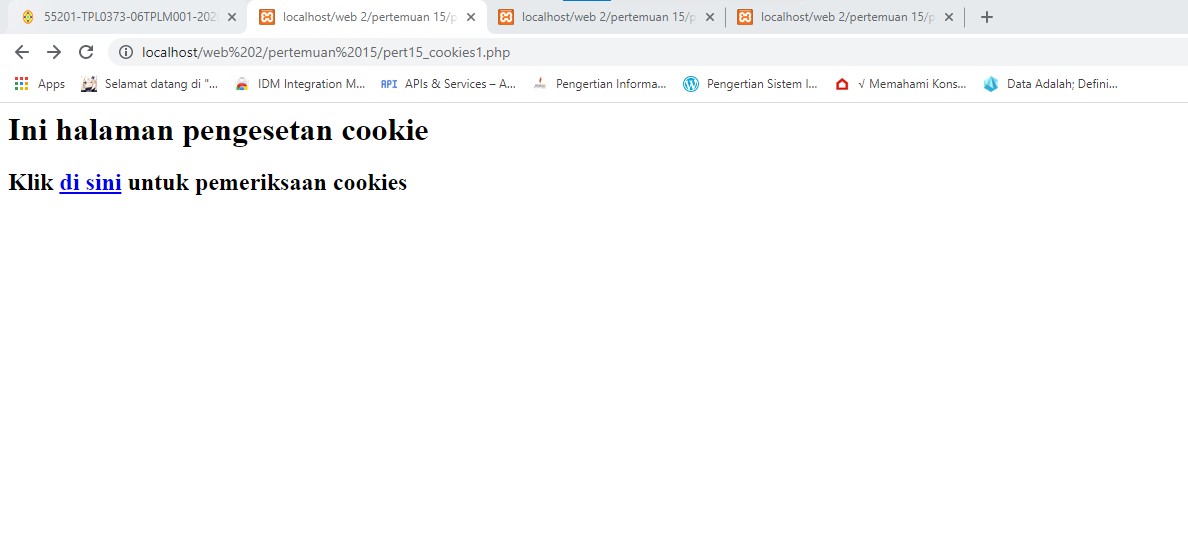 55201-TPL0373-06TPLM001-202
localhost/web 2/pertemuan 15/p
localhost/web 2/pertemuan 15/p
localhost/web 2/pertemuan 15/p
localhost/web%202/pertemuan%2015/pert15_cookies1.php
Apps
Selamat datang di "...
IDM Integration M...
API APIs & Services – A...
Pengertian Informa...
Pengertian Sistem I...
√ Memahami Kons...
Data Adalah; Defini...
Ini halaman pengesetan cookie
Klik di sini untuk pemeriksaan cookies